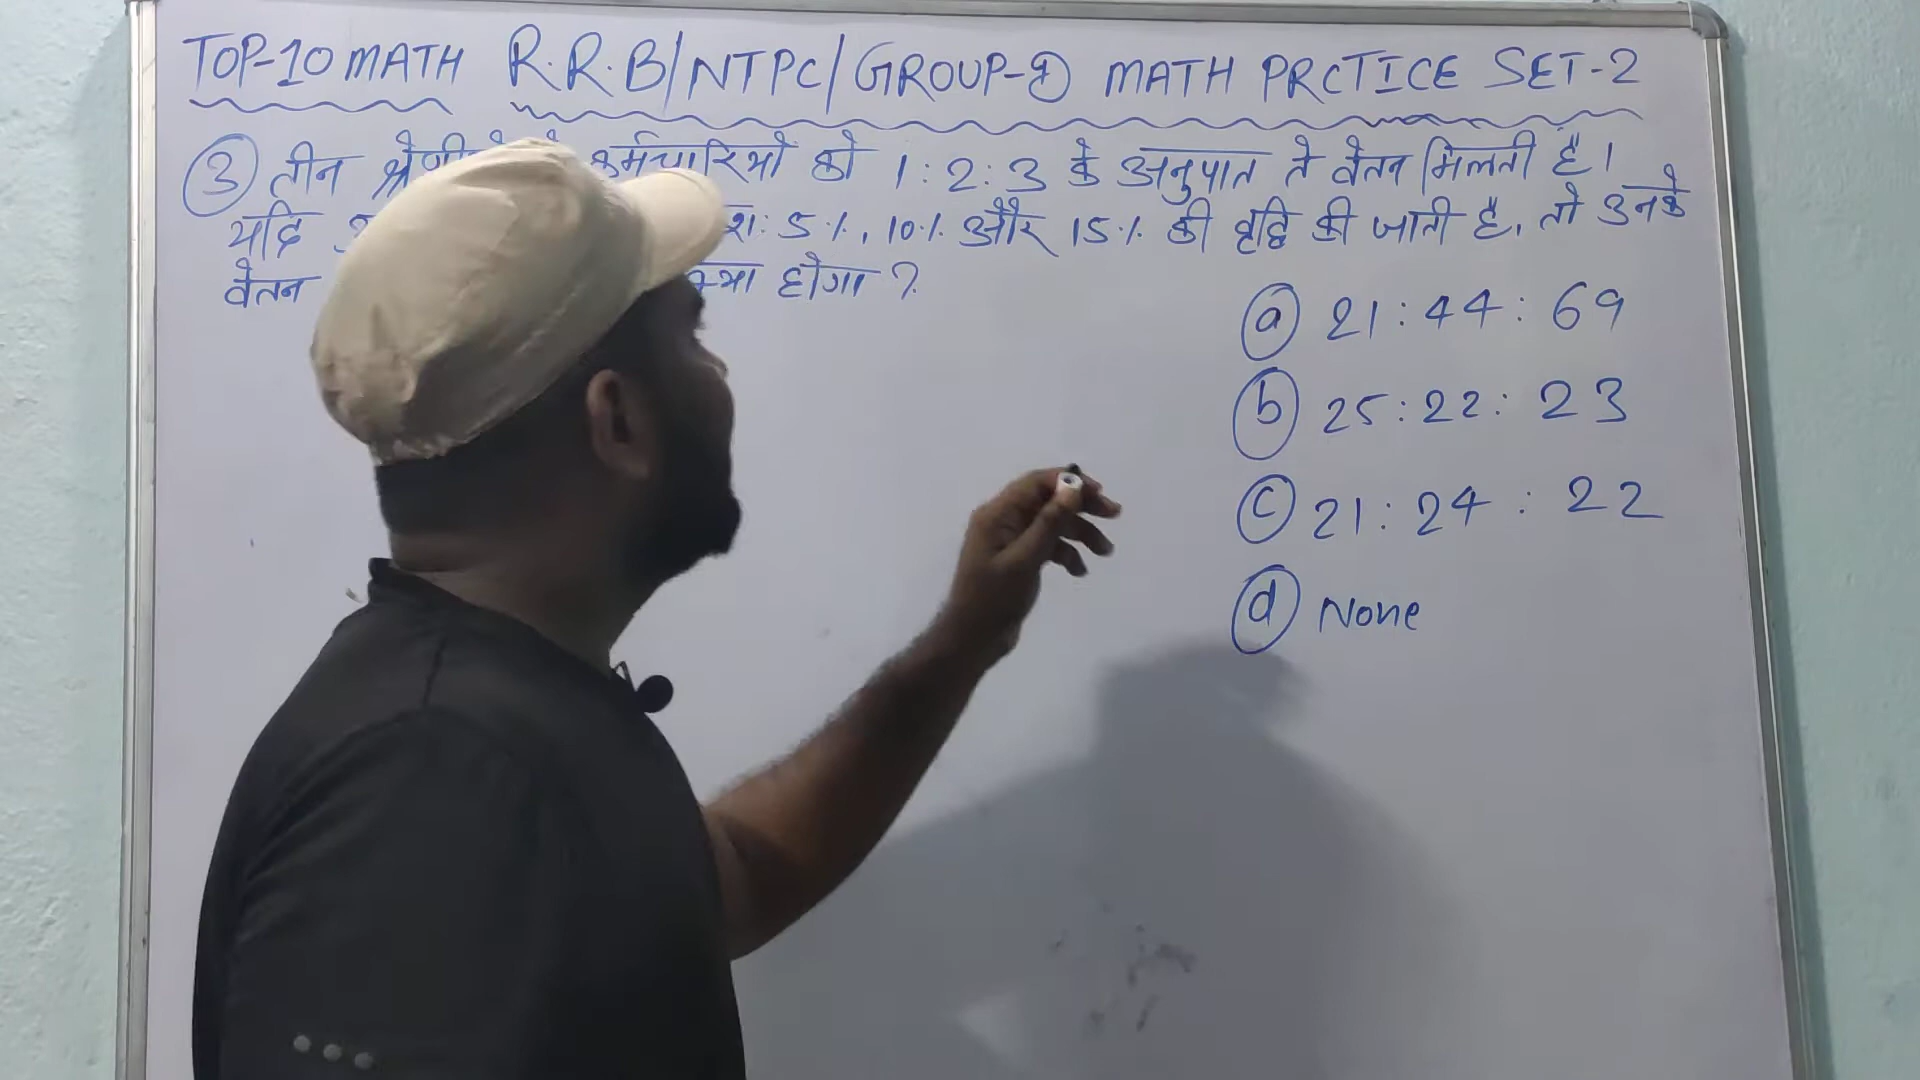 TOP-10 MATH R.R.B/NTPC/GROUP-D MATH PRCTICE SET-2
3 तीन कर्मचारियो को 1:2:3 के अनुपात ते वेतन मिलती है।
यदि 5%, 10% और 15% की वृद्वि की जाती है, तो उनके
वेतन होगा ?
a 21:44:69
b 25:22:23
c 21:24:22
d None